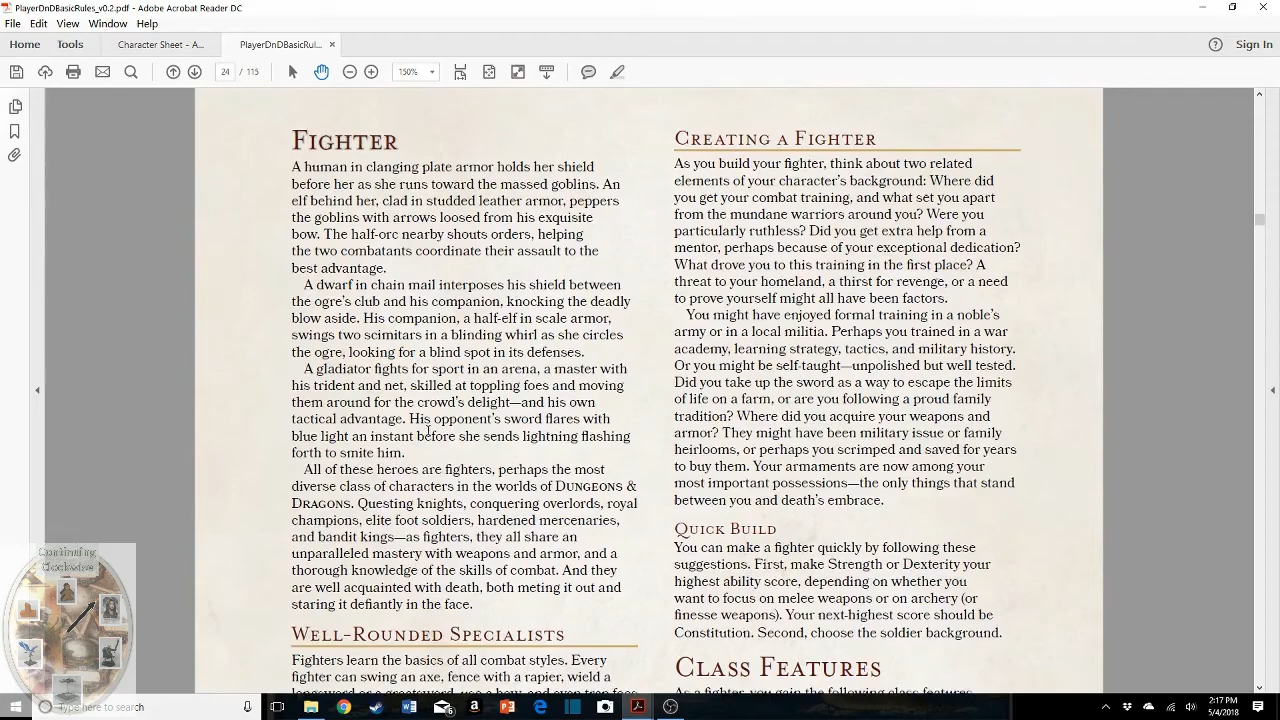 PlayerDnDBasicRules_v0.2.pdf - Adobe Acrobat Reader DC
File Edit View Window Help
Home Tools Character Sheet - A... PlayerDnDBasicRul... × Sign In
24 / 115 150%
FIGHTER
A human in clanging plate armor holds her shield
before her as she runs toward the massed goblins. An
elf behind her, clad in studded leather armor, peppers
the goblins with arrows loosed from his exquisite
bow. The half-orc nearby shouts orders, helping
the two combatants coordinate their assault to the
best advantage.
A dwarf in chain mail interposes his shield between
the ogre's club and his companion, knocking the deadly
blow aside. His companion, a half-elf in scale armor,
swings two scimitars in a blinding whirl as she circles
the ogre, looking for a blind spot in its defenses.
A gladiator fights for sport in an arena, a master with
his trident and net, skilled at toppling foes and moving
them around for the crowd's delight—and his own
tactical advantage. His opponent's sword flares with
blue light an instant before she sends lightning flashing
forth to smite him.
All of these heroes are fighters, perhaps the most
diverse class of characters in the worlds of DUNGEONS &
DRAGONS. Questing knights, conquering overlords, royal
champions, elite foot soldiers, hardened mercenaries,
and bandit kings—as fighters, they all share an
unparalleled mastery with weapons and armor, and a
thorough knowledge of the skills of combat. And they
are well acquainted with death, both meting it out and
staring it defiantly in the face.
WELL-ROUNDED SPECIALISTS
Fighters learn the basics of all combat styles. Every
fighter can swing an axe, fence with a rapier, wield a
CREATING A FIGHTER
As you build your fighter, think about two related
elements of your character's background: Where did
you get your combat training, and what set you apart
from the mundane warriors around you? Were you
particularly ruthless? Did you get extra help from a
mentor, perhaps because of your exceptional dedication?
What drove you to this training in the first place? A
threat to your homeland, a thirst for revenge, or a need
to prove yourself might all have been factors.
You might have enjoyed formal training in a noble's
army or in a local militia. Perhaps you trained in a war
academy, learning strategy, tactics, and military history.
Or you might be self-taught—unpolished but well tested.
Did you take up the sword as a way to escape the limits
of life on a farm, or are you following a proud family
tradition? Where did you acquire your weapons and
armor? They might have been military issue or family
heirlooms, or perhaps you scrimped and saved for years
to buy them. Your armaments are now among your
most important possessions—the only things that stand
between you and death's embrace.
QUICK BUILD
You can make a fighter quickly by following these
suggestions. First, make Strength or Dexterity your
highest ability score, depending on whether you
want to focus on melee weapons or on archery (or
finesse weapons). Your next-highest score should be
Constitution. Second, choose the soldier background.
CLASS FEATURES
As a fighter, you gain the following class features.
Continuing
Clockwise
Type here to search
2:17 PM
5/4/2018